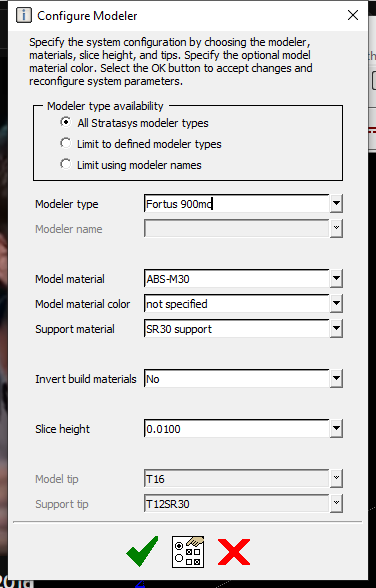 Configure Modeler
Specify the system configuration by choosing the modeler,
materials, slice height, and tips. Specify the optional model
material color. Select the OK button to accept changes and
reconfigure system parameters.
Modeler type availability
All Stratasys modeler types
Limit to defined modeler types
Limit using modeler names
Modeler type Fortus 900mc
Modeler name
Model material ABS-M30
Model material color not specified
Support material SR30 support
Invert build materials No
Slice height 0.0100
Model tip T16
Support tip T12SR30